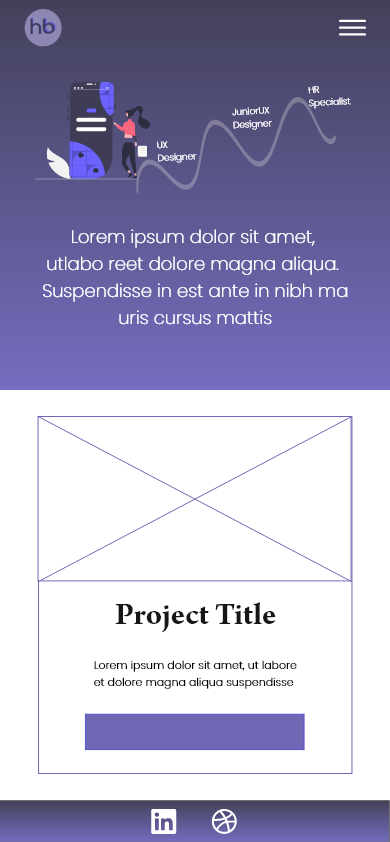 hb
HR
Specialist
JuniorUX
Designer
UX
Designer
Lorem ipsum dolor sit amet,
utlabo reet dolore magna aliqua.
Suspendisse in est ante in nibh ma
uris cursus mattis
Project Title
Lorem ipsum dolor sit amet, ut labore
et dolore magna aliqua suspendisse
in